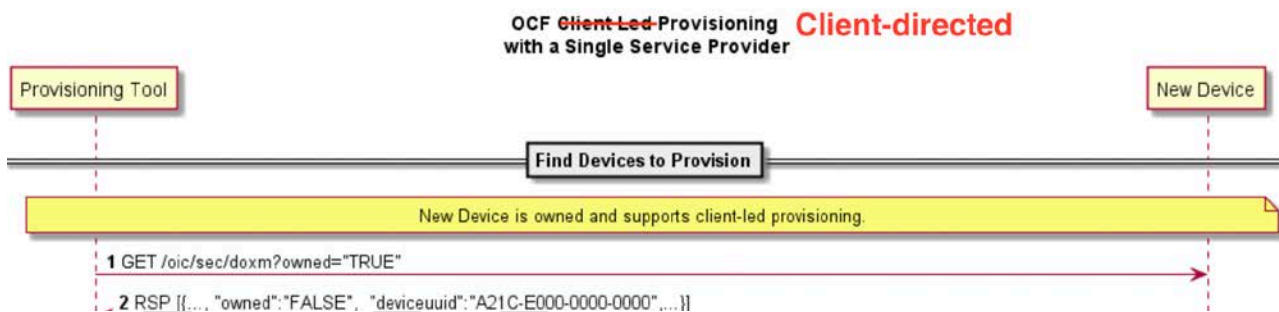 OCF Client Led Provisioning Client-directed
with a Single Service Provider
Provisioning Tool
New Device
Find Devices to Provision
New Device is owned and supports client-led provisioning.
1 GET /oic/sec/doxm?owned="TRUE"
2 RSP [{..., "owned":"FALSE", "deviceuuid":"A21C-E000-0000-0000",...}]